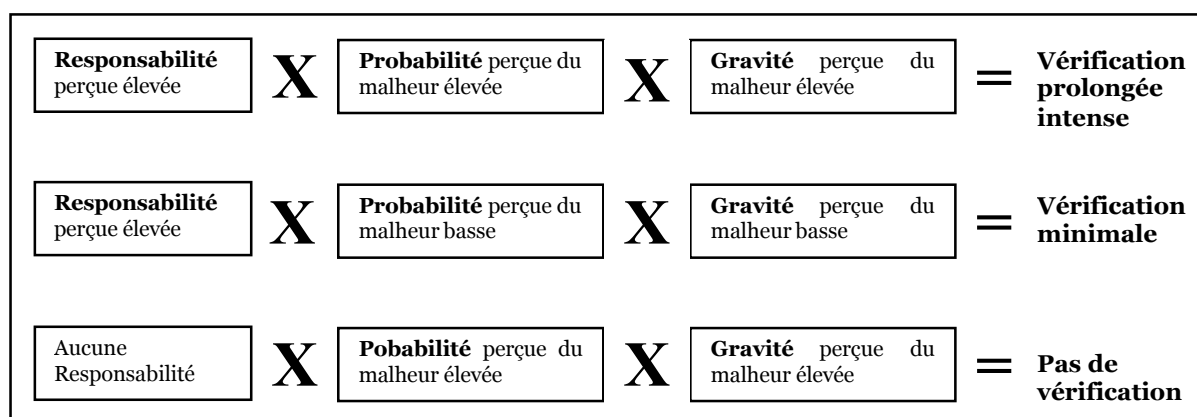 Responsabilité
perçue élevée
X
Probabilité perçue du
malheur élevée
X
Gravité perçue du
malheur élevée
=
Vérification
prolongée
intense
Responsabilité
perçue élevée
X
Probabilité perçue du
malheur basse
X
Gravité perçue du
malheur basse
=
Vérification
minimale
Aucune
Responsabilité
X
Pobabilité perçue du
malheur élevée
X
Gravité perçue du
malheur élevée
=
Pas de
vérification